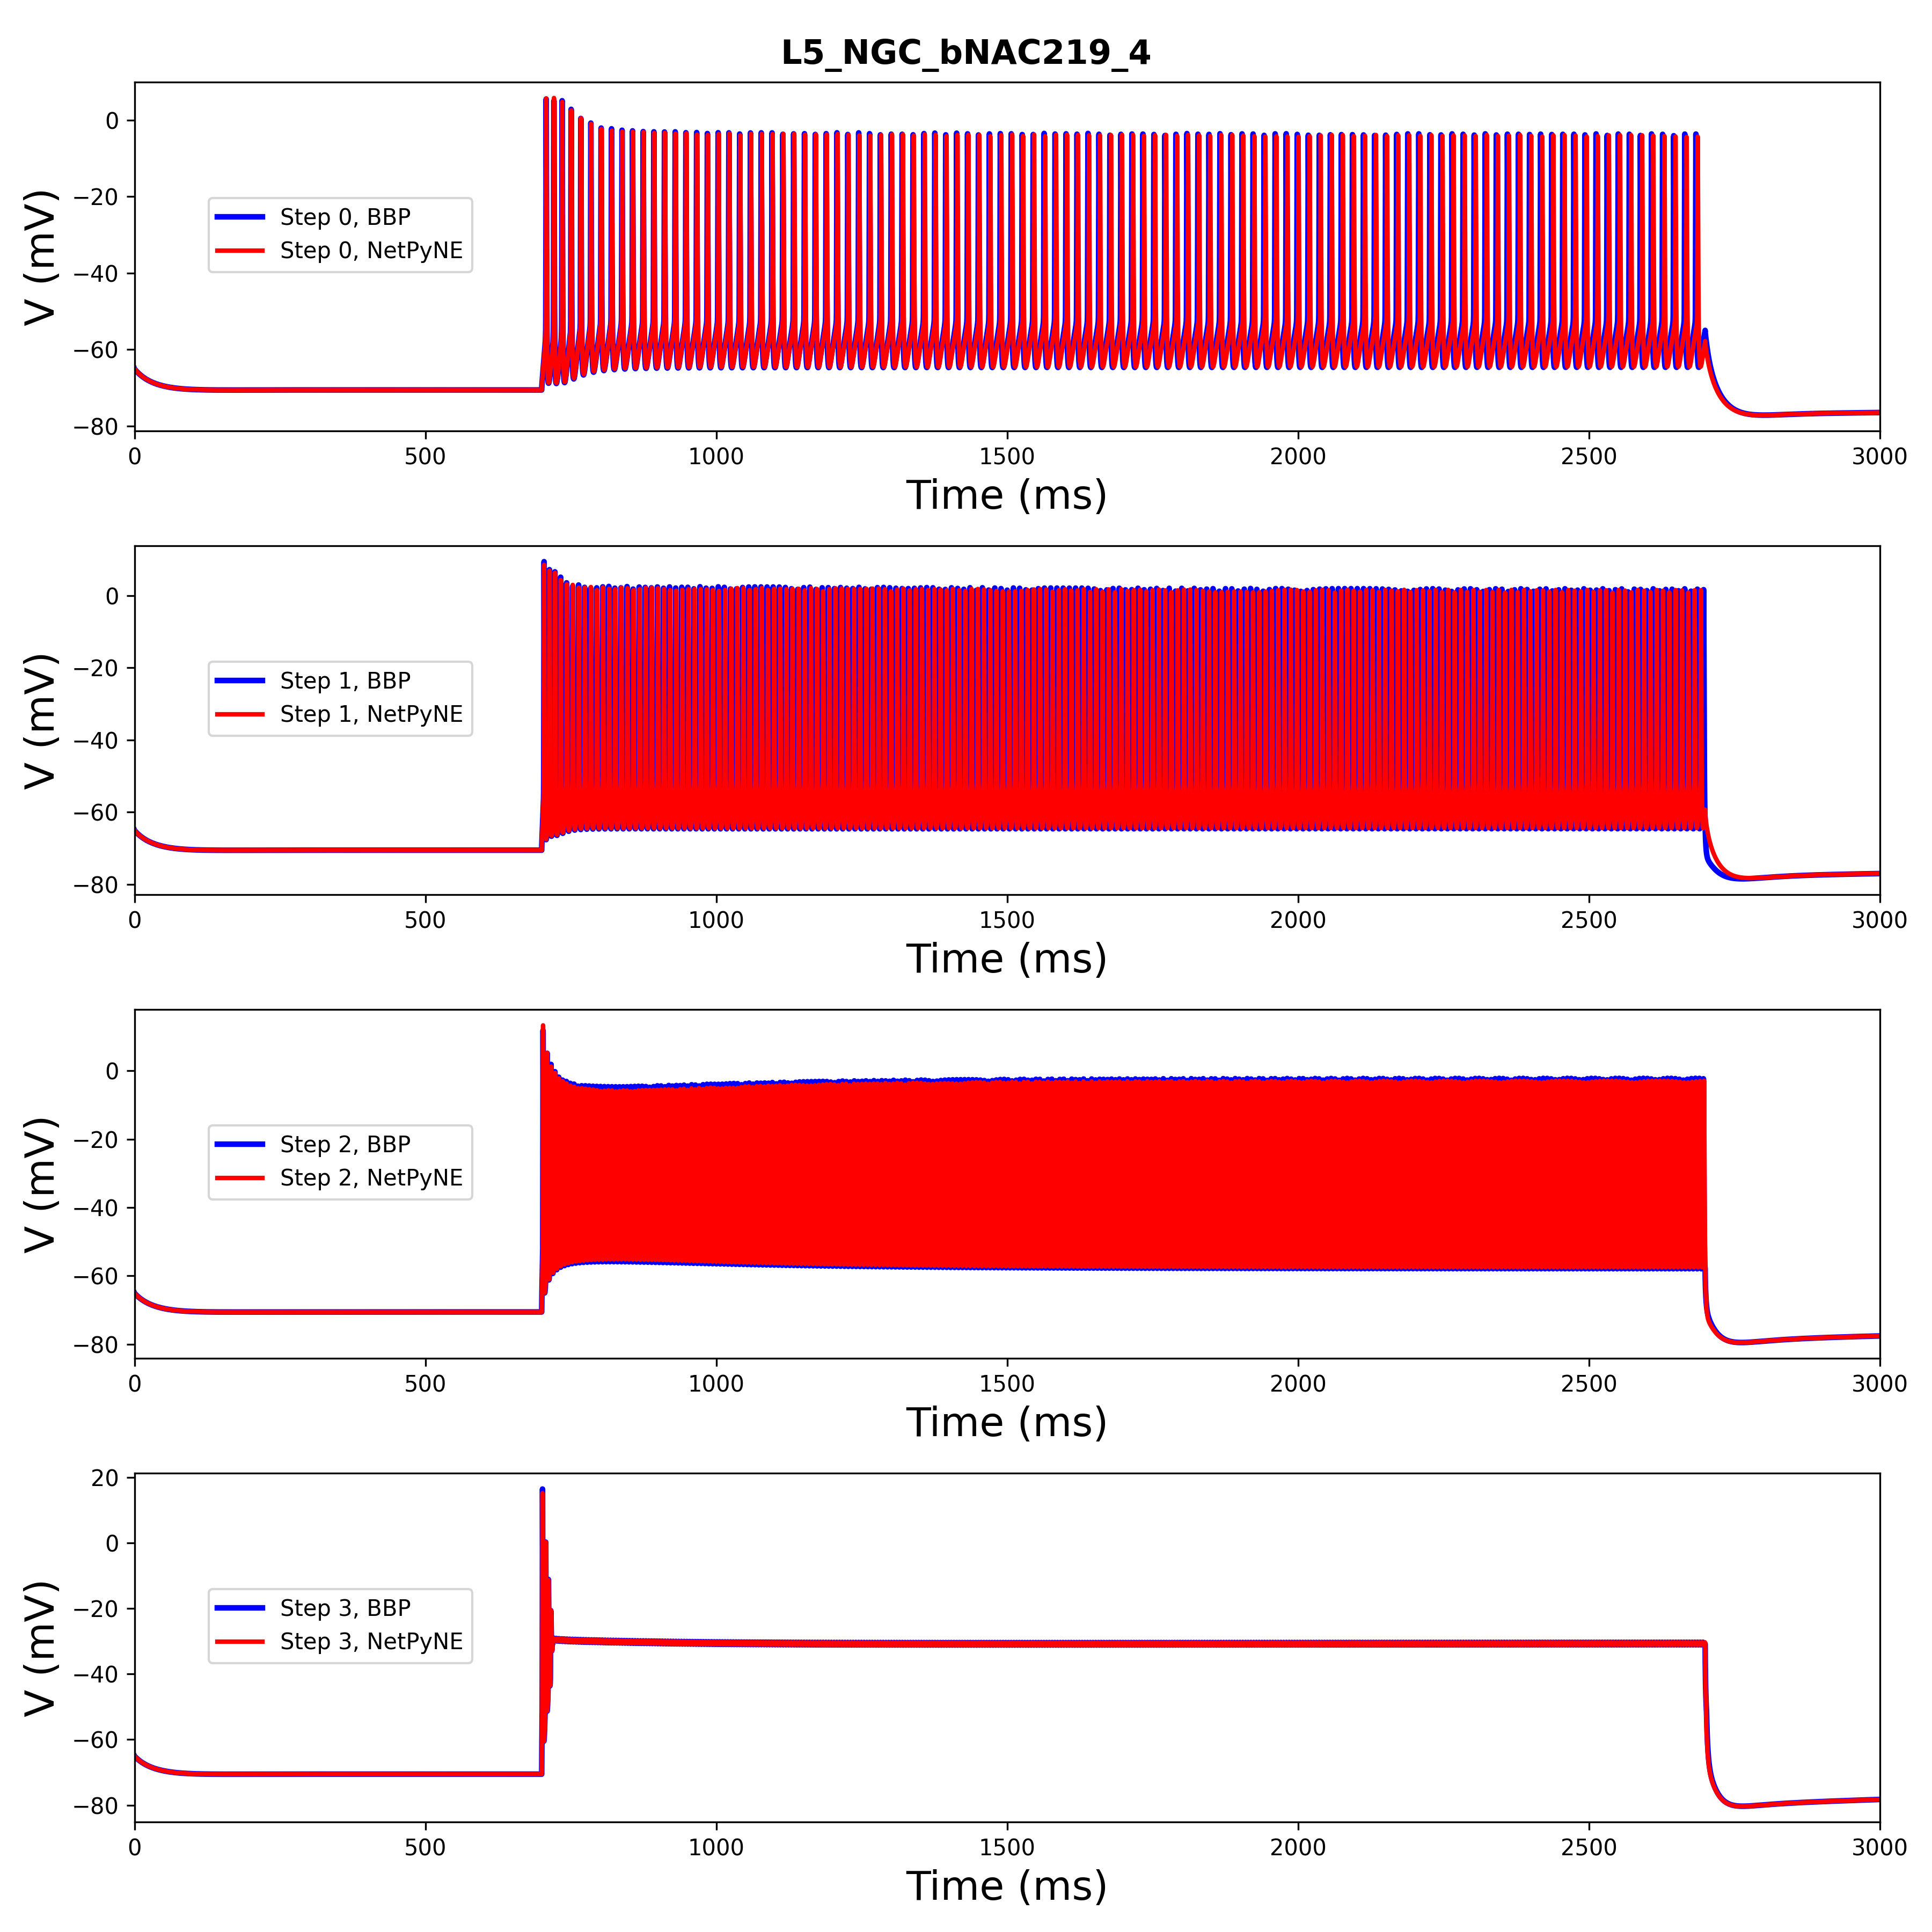 L5_NGC_bNAC219_4
V (mV)
0
−20
−40
−60
−80
Step 0, BBP
Step 0, NetPyNE
0 500 1000 1500 2000 2500 3000
Time (ms)
V (mV)
0
−20
−40
−60
−80
Step 1, BBP
Step 1, NetPyNE
0 500 1000 1500 2000 2500 3000
Time (ms)
V (mV)
0
−20
−40
−60
−80
Step 2, BBP
Step 2, NetPyNE
0 500 1000 1500 2000 2500 3000
Time (ms)
V (mV)
20
0
−20
−40
−60
−80
Step 3, BBP
Step 3, NetPyNE
0 500 1000 1500 2000 2500 3000
Time (ms)